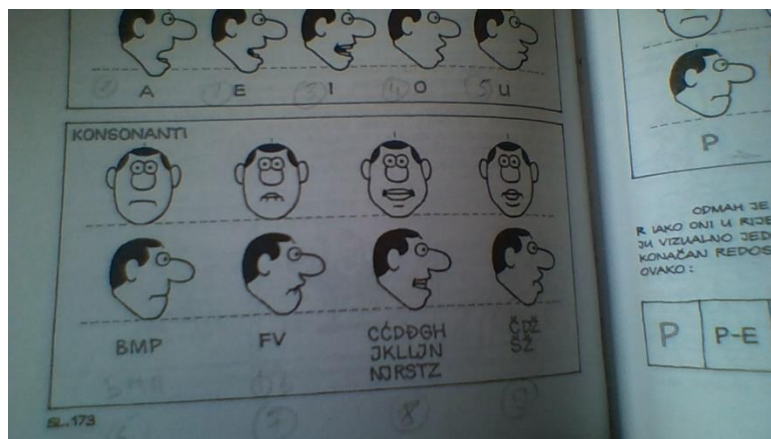 A E I O U
KONSONANTI
BMP
FV
CĆDĐGH
JKLLJN
NJRSTZ
ČDŽ
ŠŽ
SL.173
P
ODMAH JE
R IAKO ONI U RIJE
JU VIZUALNO JED
KONAČAN REDOS
OVAKO:
P P-E